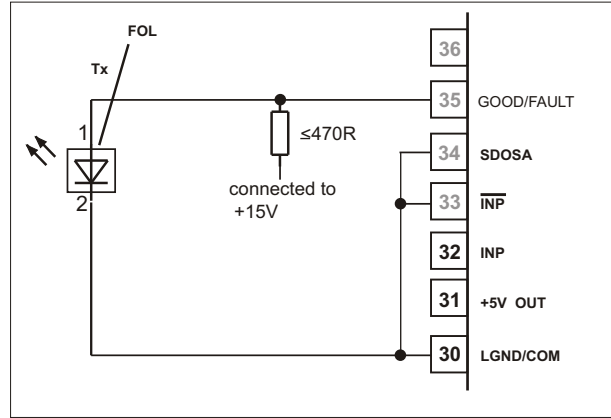 FOL
Tx
1
2
≤470R
connected to
+15V
36
35 GOOD/FAULT
34 SDOSA
33 I̅N̅P̅
32 INP
31 +5V OUT
30 LGND/COM